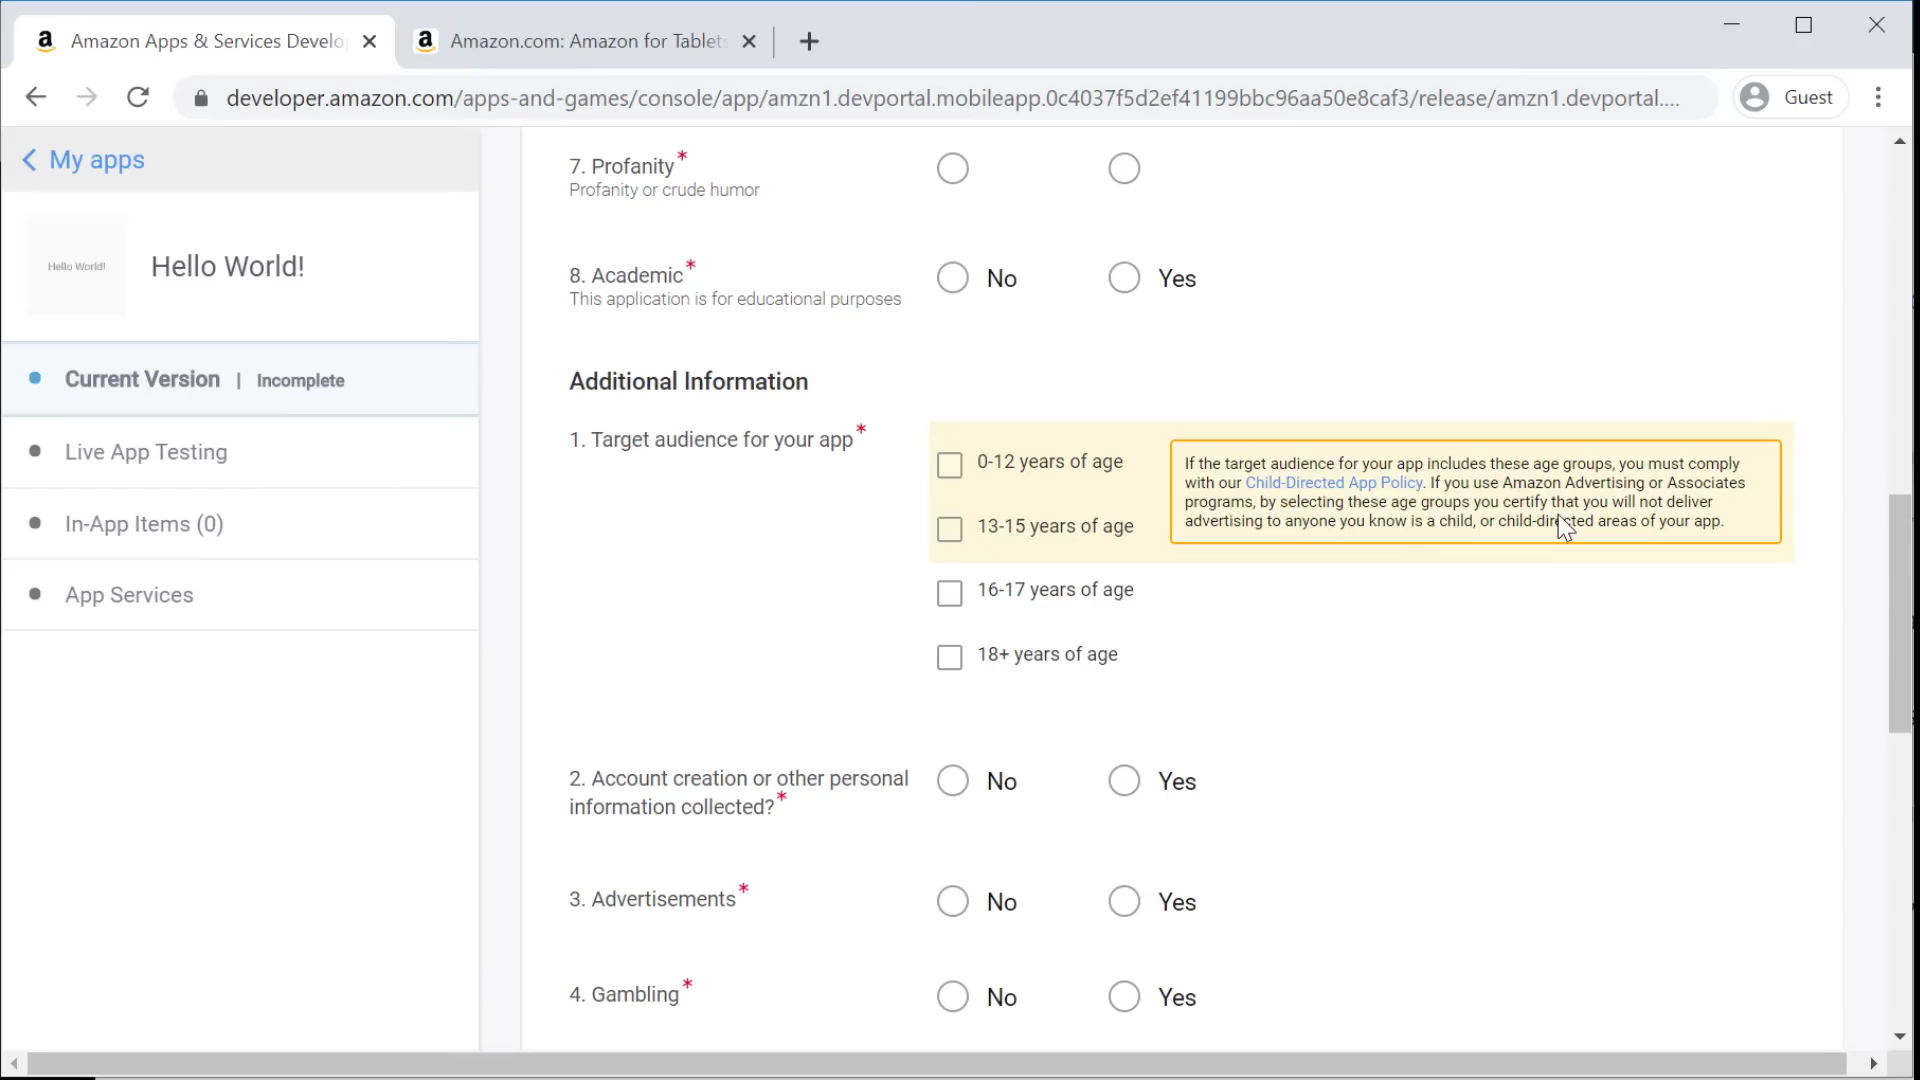 Amazon Apps & Services Develo
Amazon.com: Amazon for Tablets
developer.amazon.com/apps-and-games/console/app/amzn1.devportal.mobileapp.0c4037f5d2ef41199bbc96aa50e8caf3/release/amzn1.devportal....
Guest
My apps
Hello World!
Hello World!
Current Version | Incomplete
Live App Testing
In-App Items (0)
App Services
7. Profanity*
Profanity or crude humor
8. Academic*
This application is for educational purposes
No
Yes
Additional Information
1. Target audience for your app*
0-12 years of age
13-15 years of age
If the target audience for your app includes these age groups, you must comply
with our Child-Directed App Policy. If you use Amazon Advertising or Associates
programs, by selecting these age groups you certify that you will not deliver
advertising to anyone you know is a child, or child-directed areas of your app.
16-17 years of age
18+ years of age
2. Account creation or other personal
information collected?*
No
Yes
3. Advertisements*
No
Yes
4. Gambling*
No
Yes